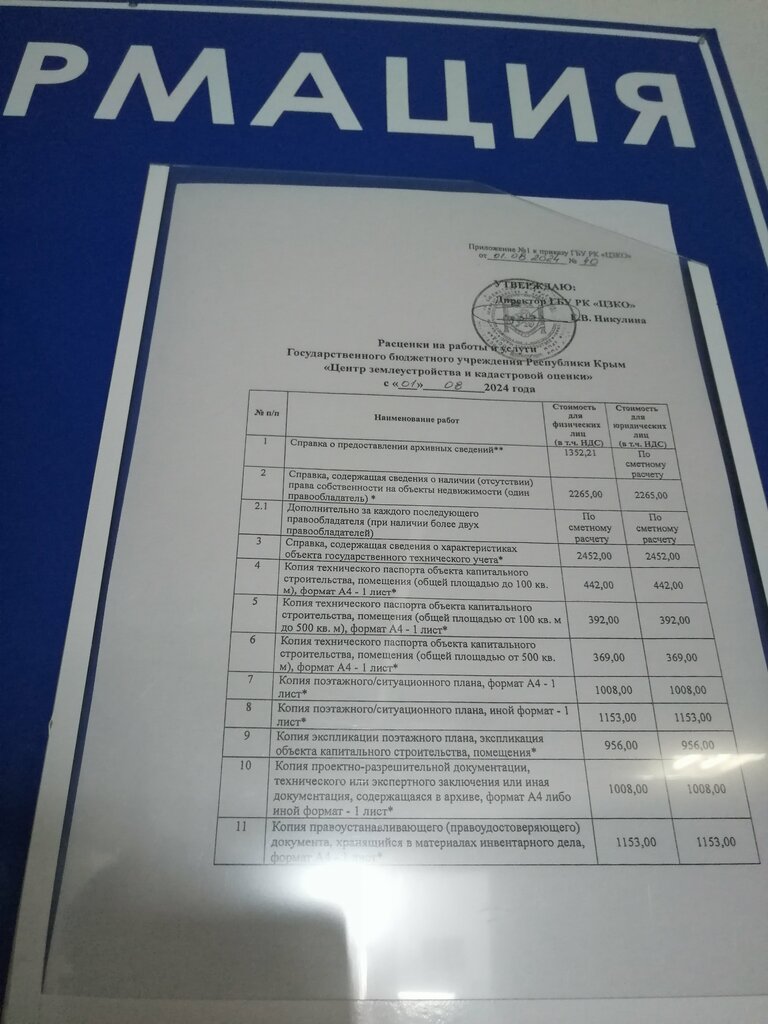 РМАЦИЯ
Приложение №1 к приказу ГБУ РК «ЦЗКО»
от 01.08.2024 № 40
УТВЕРЖДАЮ:
Директор ГБУ РК «ЦЗКО»
Е.В. Никулина
Расценки на работы и услуги
Государственного бюджетного учреждения Республики Крым
«Центр землеустройства и кадастровой оценки»
с «01» 08 2024 года
№ п/п Наименование работ Стоимость для физических лиц (в т.ч. НДС) Стоимость для юридических лиц (в т.ч. НДС)
1 Справка о предоставлении архивных сведений** 1352,21 По сметному расчету
2 Справка, содержащая сведения о наличии (отсутствии)
права собственности на объекты недвижимости (один
правообладатель) * 2265,00 2265,00
2.1 Дополнительно за каждого последующего
правообладателя (при наличии более двух
правообладателей) По сметному расчету По сметному расчету
3 Справка, содержащая сведения о характеристиках
объекта государственного технического учета* 2452,00 2452,00
4 Копия технического паспорта объекта капитального
строительства, помещения (общей площадью до 100 кв.
м), формат А4 - 1 лист* 442,00 442,00
5 Копия технического паспорта объекта капитального
строительства, помещения (общей площадью от 100 кв. м
до 500 кв. м), формат А4 - 1 лист* 392,00 392,00
6 Копия технического паспорта объекта капитального
строительства, помещения (общей площадью от 500 кв.
м), формат А4 - 1 лист* 369,00 369,00
7 Копия поэтажного/ситуационного плана, формат А4 - 1
лист* 1008,00 1008,00
8 Копия поэтажного/ситуационного плана, иной формат - 1
лист* 1153,00 1153,00
9 Копия экспликации поэтажного плана, экспликация
объекта капитального строительства, помещения* 956,00 956,00
10 Копия проектно-разрешительной документации,
технического или экспертного заключения или иная
документация, содержащаяся в архиве, формат А4 либо
иной формат - 1 лист* 1008,00 1008,00
11 Копия правоустанавливающего (правоудостоверяющего)
документа, хранящийся в материалах инвентарного дела,
формат А4 - 1 лист* 1153,00 1153,00